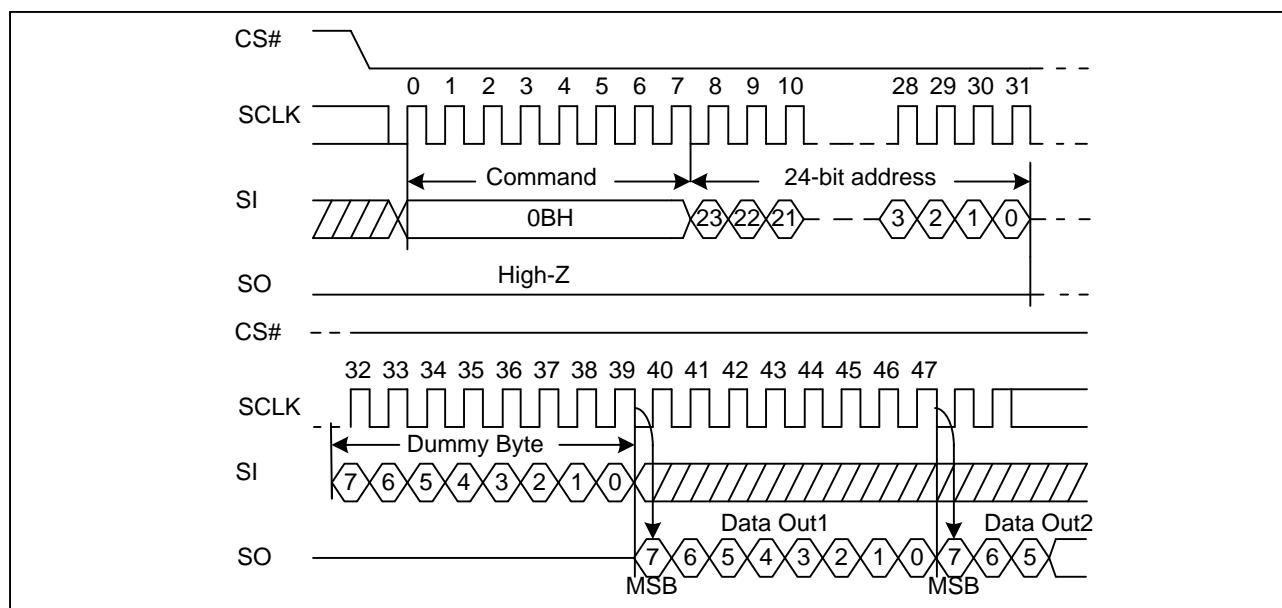 CS#
0 1 2 3 4 5 6 7 8 9 10 28 29 30 31
SCLK
Command 24-bit address
SI
0BH 23 22 21 3 2 1 0
High-Z
SO
CS#
32 33 34 35 36 37 38 39 40 41 42 43 44 45 46 47
SCLK
Dummy Byte
SI
7 6 5 4 3 2 1 0
Data Out1 Data Out2
SO
7 6 5 4 3 2 1 0 7 6 5
MSB MSB